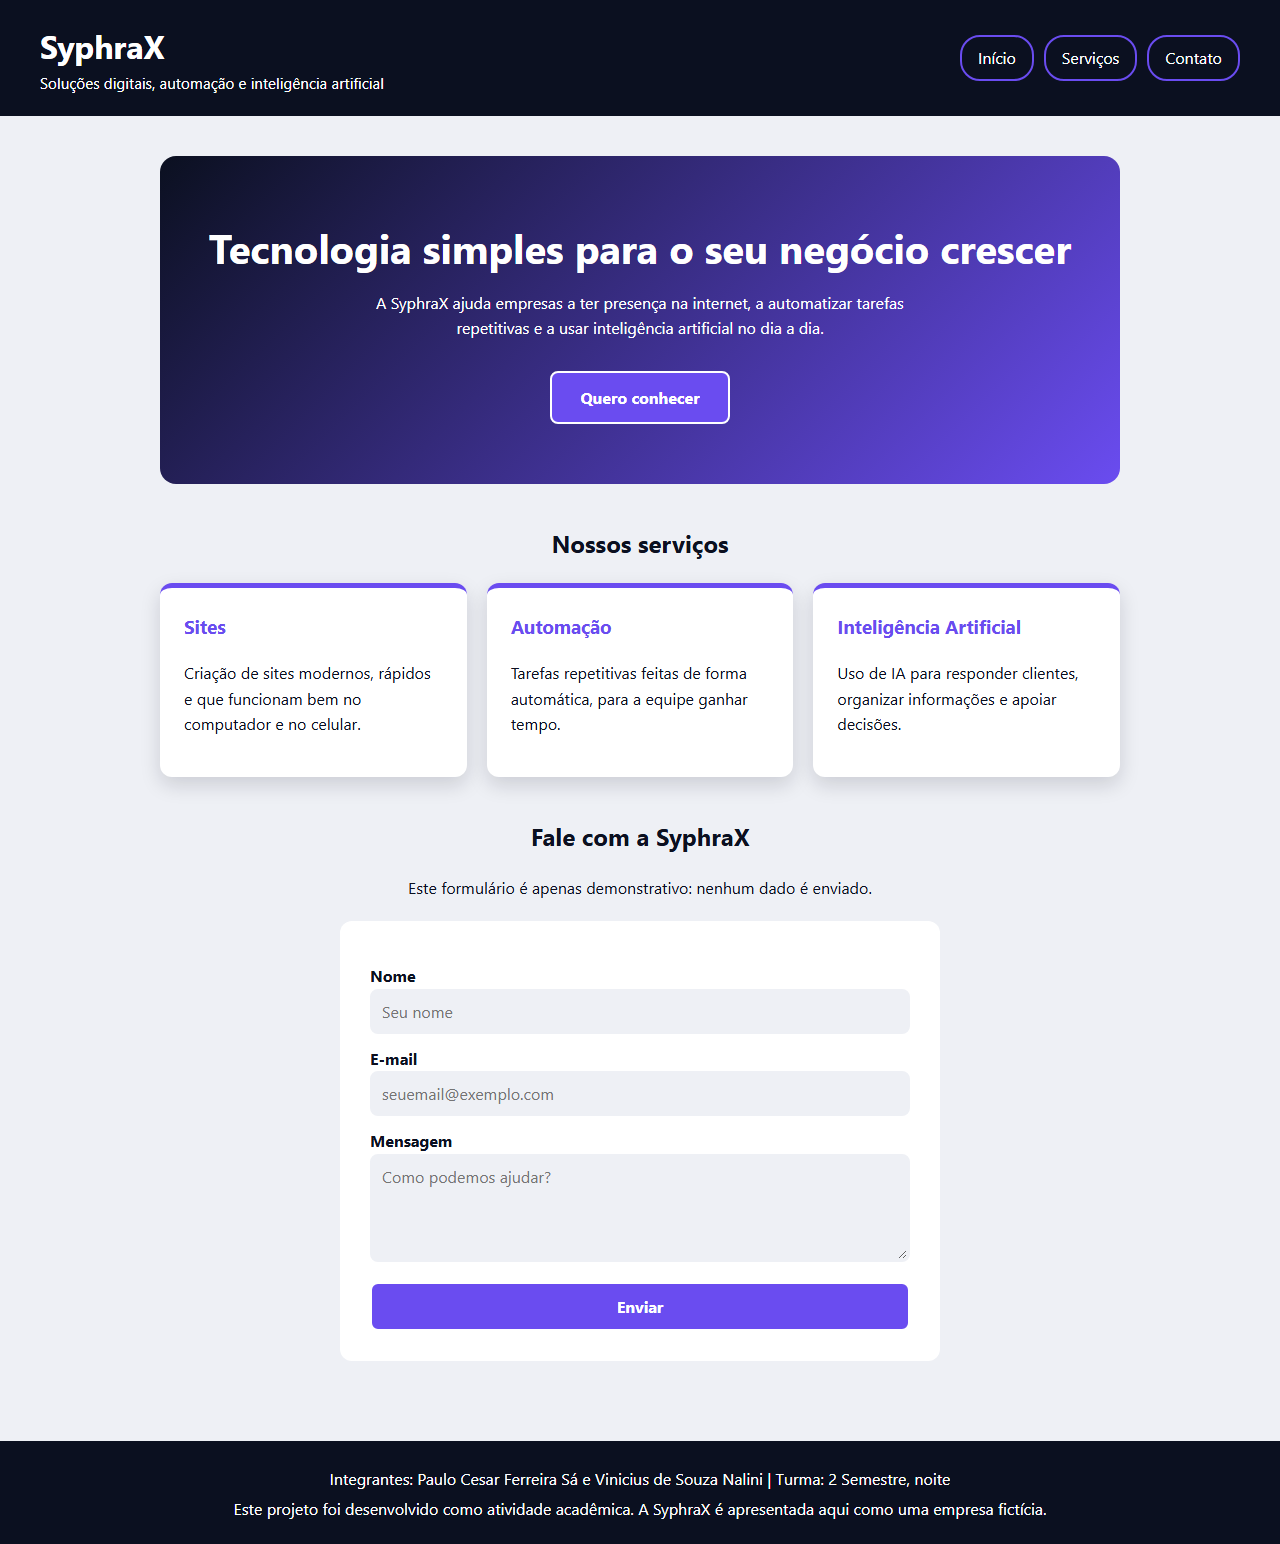 SyphraX
Soluções digitais, automação e inteligência artificial
Início
Serviços
Contato
Tecnologia simples para o seu negócio crescer
A SyphraX ajuda empresas a ter presença na internet, a automatizar tarefas
repetitivas e a usar inteligência artificial no dia a dia.
Quero conhecer
Nossos serviços
Sites
Criação de sites modernos, rápidos
e que funcionam bem no
computador e no celular.
Automação
Tarefas repetitivas feitas de forma
automática, para a equipe ganhar
tempo.
Inteligência Artificial
Uso de IA para responder clientes,
organizar informações e apoiar
decisões.
Fale com a SyphraX
Este formulário é apenas demonstrativo: nenhum dado é enviado.
Nome
Seu nome
E-mail
seuemail@exemplo.com
Mensagem
Como podemos ajudar?
Enviar
Integrantes: Paulo Cesar Ferreira Sá e Vinicius de Souza Nalini | Turma: 2 Semestre, noite
Este projeto foi desenvolvido como atividade acadêmica. A SyphraX é apresentada aqui como uma empresa fictícia.